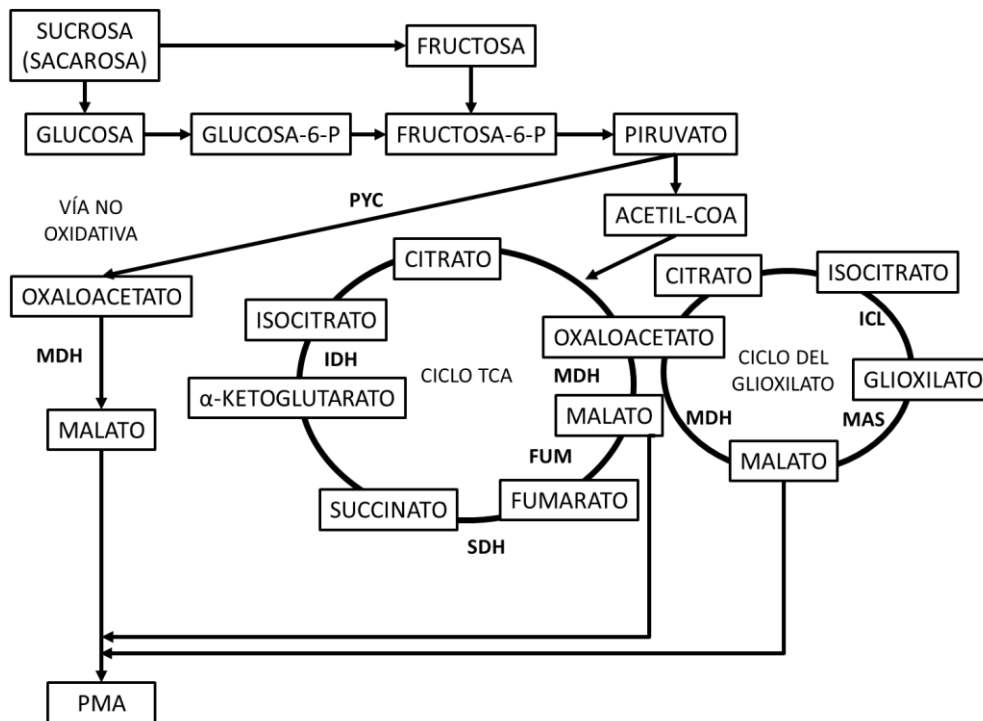 SUCROSA
(SACAROSA)
FRUCTOSA
GLUCOSA
GLUCOSA-6-P
FRUCTOSA-6-P
PIRUVATO
PYC
VÍA NO
OXIDATIVA
ACETIL-COA
OXALOACETATO
MDH
MALATO
CITRATO
ISOCITRATO
IDH
α-KETOGLUTARATO
CICLO TCA
OXALOACETATO
MDH
MALATO
FUM
FUMARATO
SUCCINATO
SDH
CITRATO
ISOCITRATO
ICL
CICLO DEL
GLIOXILATO
GLIOXILATO
MDH
MAS
MALATO
PMA